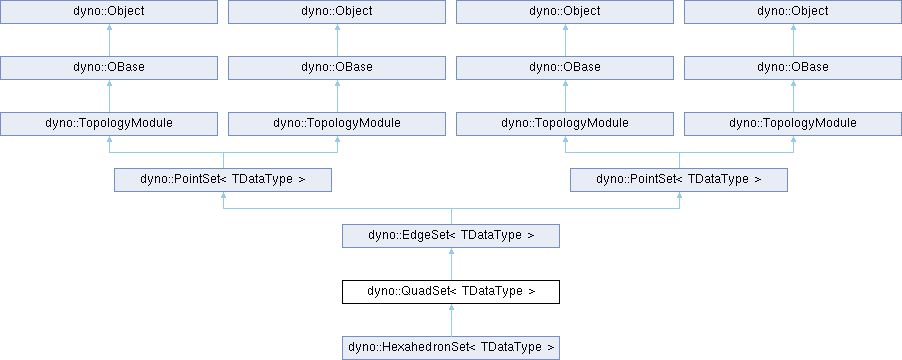 dyno::Object dyno::Object dyno::Object dyno::Object
dyno::OBase dyno::OBase dyno::OBase dyno::OBase
dyno::TopologyModule dyno::TopologyModule dyno::TopologyModule dyno::TopologyModule
dyno::PointSet< TDataType > dyno::PointSet< TDataType >
dyno::EdgeSet< TDataType >
dyno::QuadSet< TDataType >
dyno::HexahedronSet< TDataType >